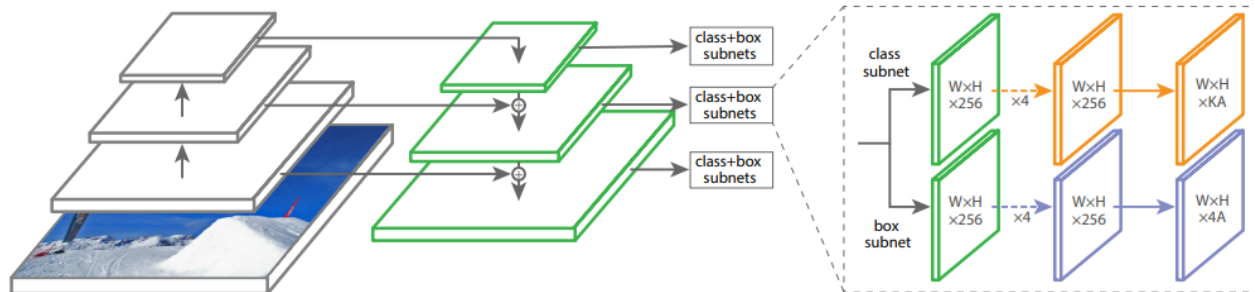 class+box
subnets
class+box
subnets
class+box
subnets
class
subnet
W×H
×256
×4
W×H
×256
W×H
×KA
box
subnet
W×H
×256
×4
W×H
×256
W×H
×4A